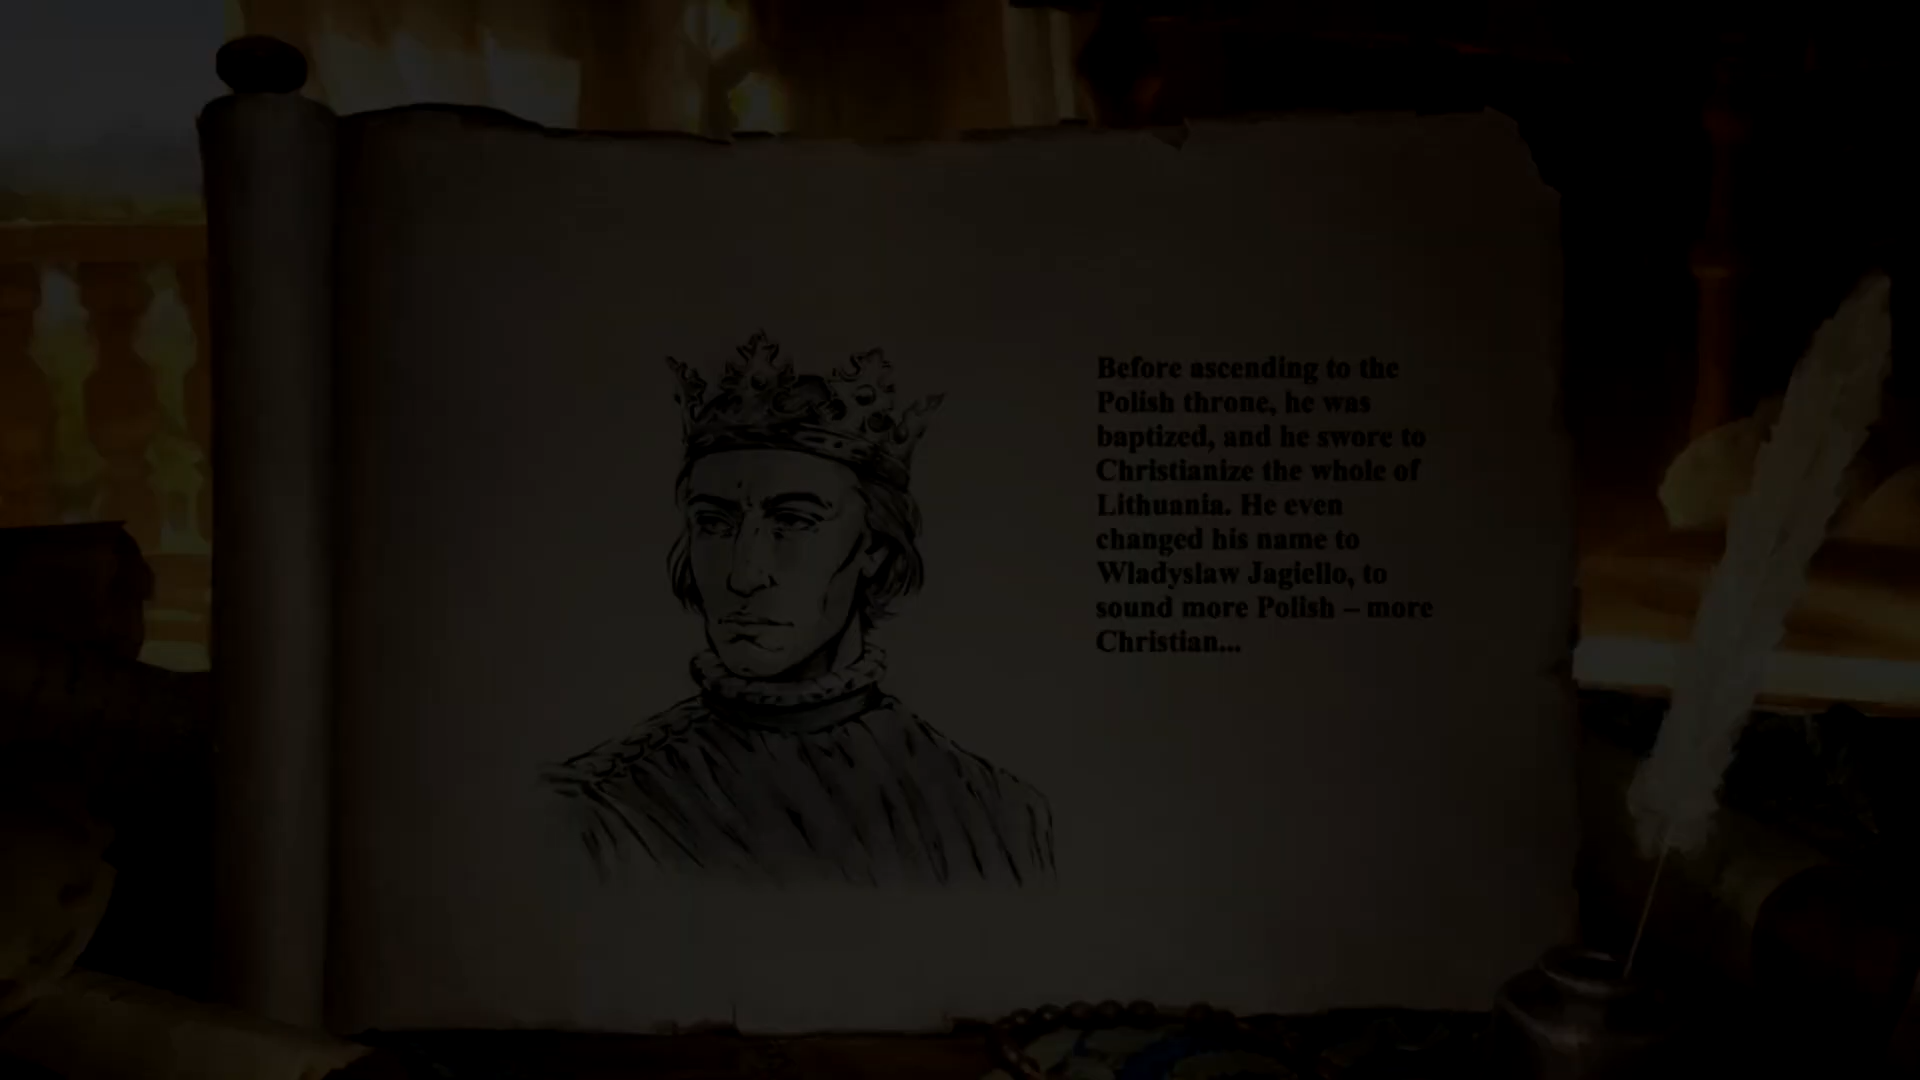 Before ascending to the
Polish throne, he was
baptized, and he swore to
Christianize the whole of
Lithuania. He even
changed his name to
Wladyslaw Jagiello, to
sound more Polish – more
Christian...